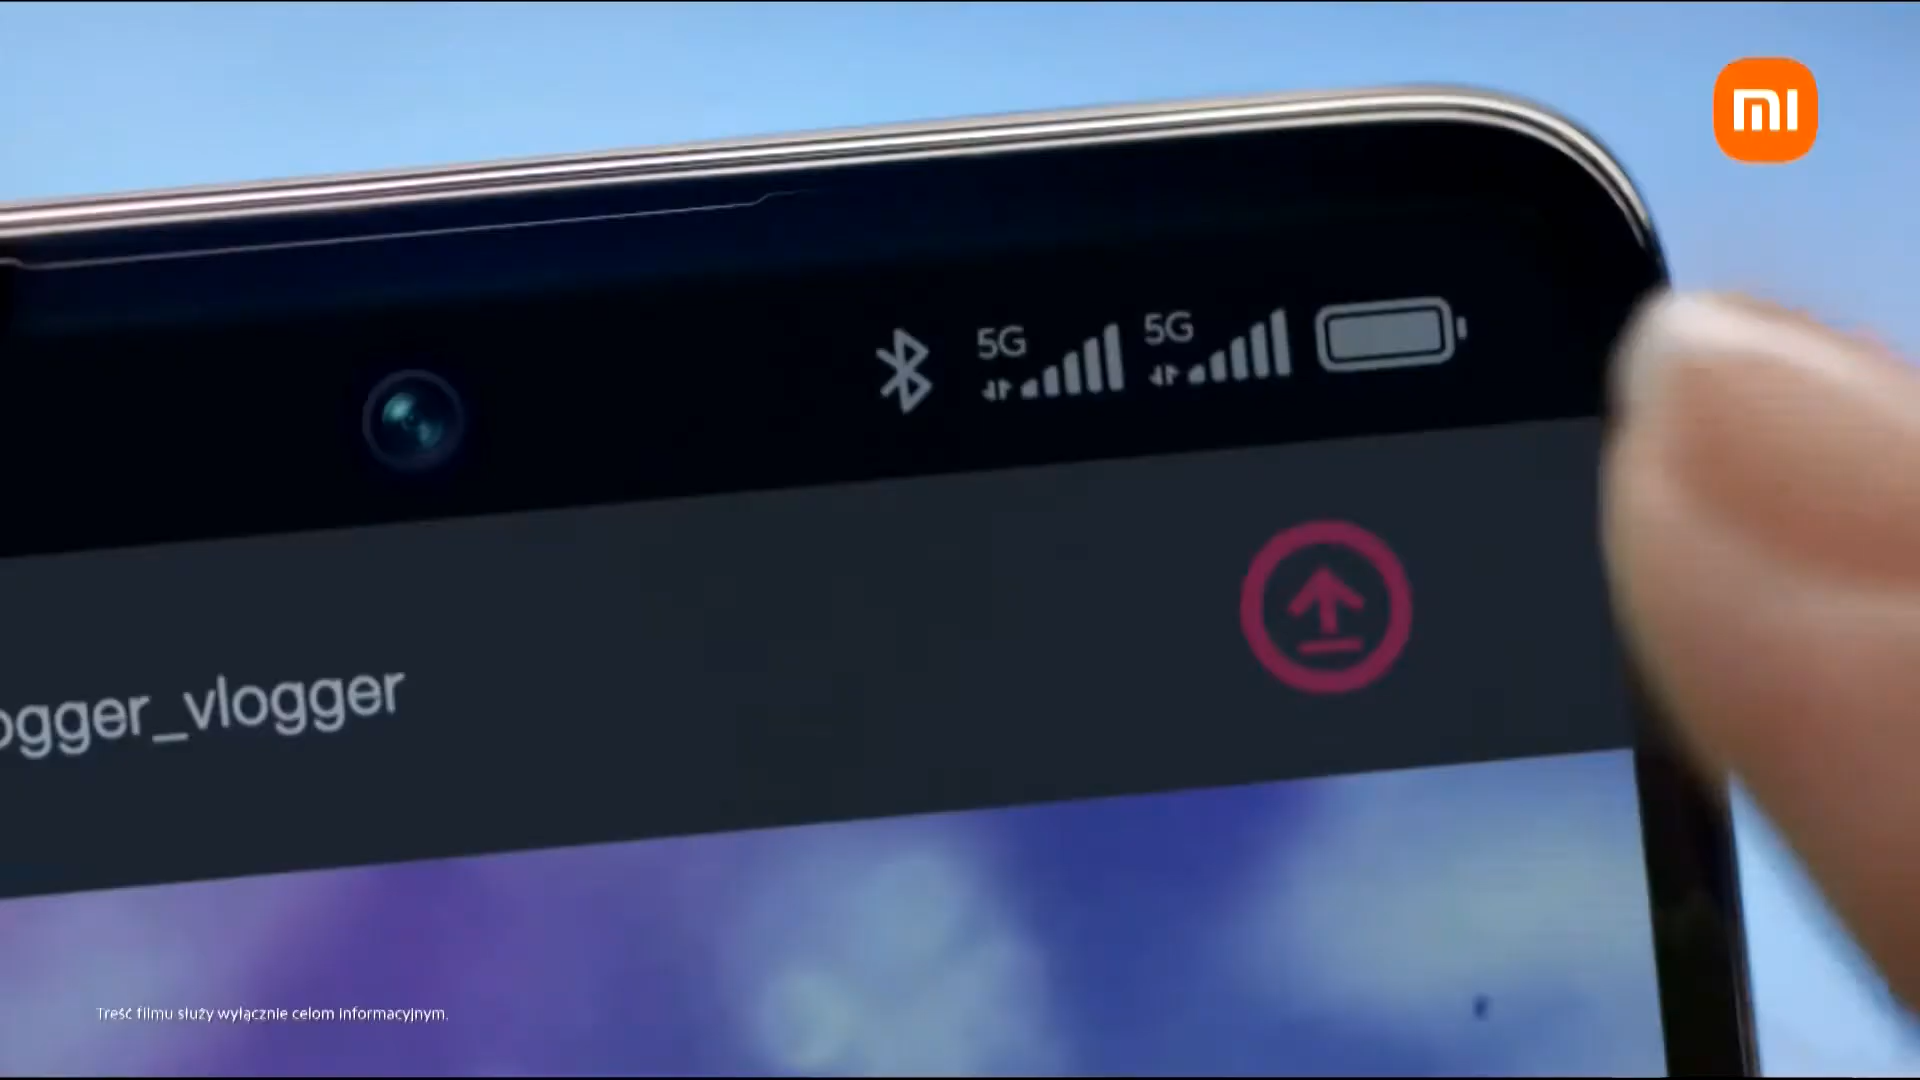 mi
5G 5G
ogger_vlogger
Treść filmu służy wyłącznie celom informacyjnym.